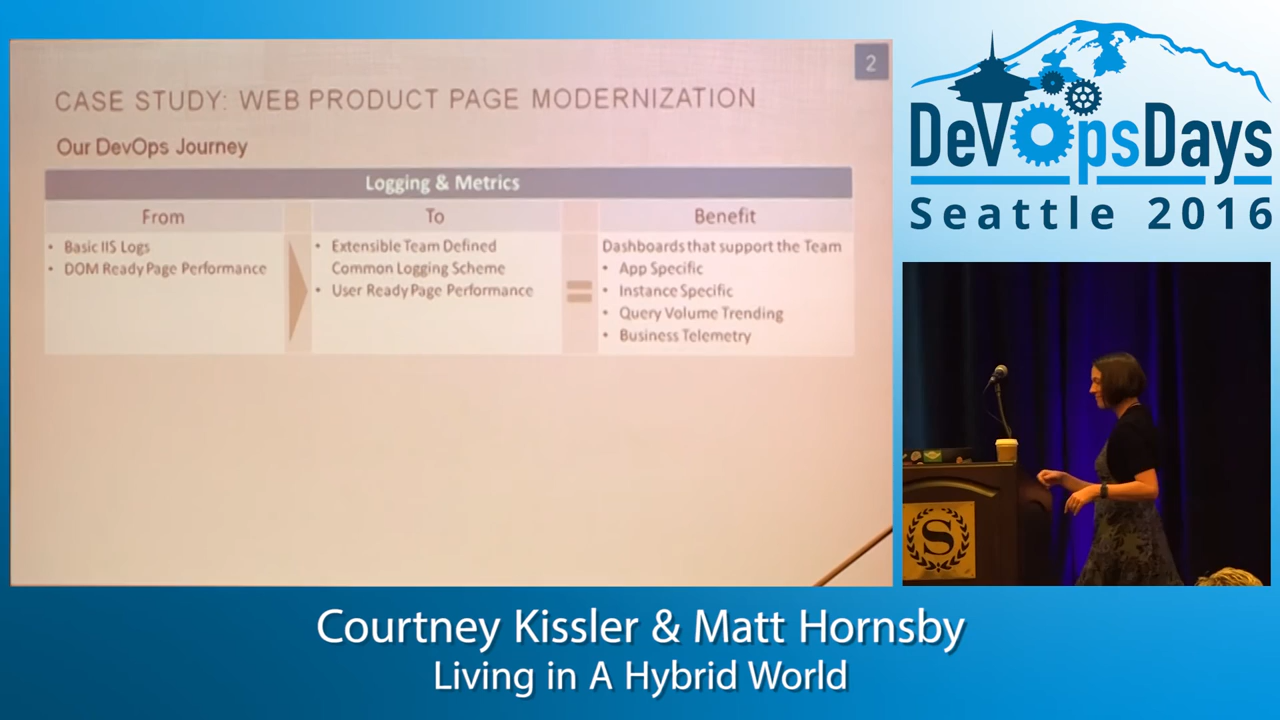 2
CASE STUDY: WEB PRODUCT PAGE MODERNIZATION
Our DevOps Journey
Logging & Metrics
From
To
Benefit
• Basic IIS Logs
• DOM Ready Page Performance
• Extensible Team Defined
Common Logging Scheme
• User Ready Page Performance
Dashboards that support the Team
• App Specific
• Instance Specific
• Query Volume Trending
• Business Telemetry
DevOpsDays
Seattle 2016
S
Courtney Kissler & Matt Hornsby
Living in A Hybrid World